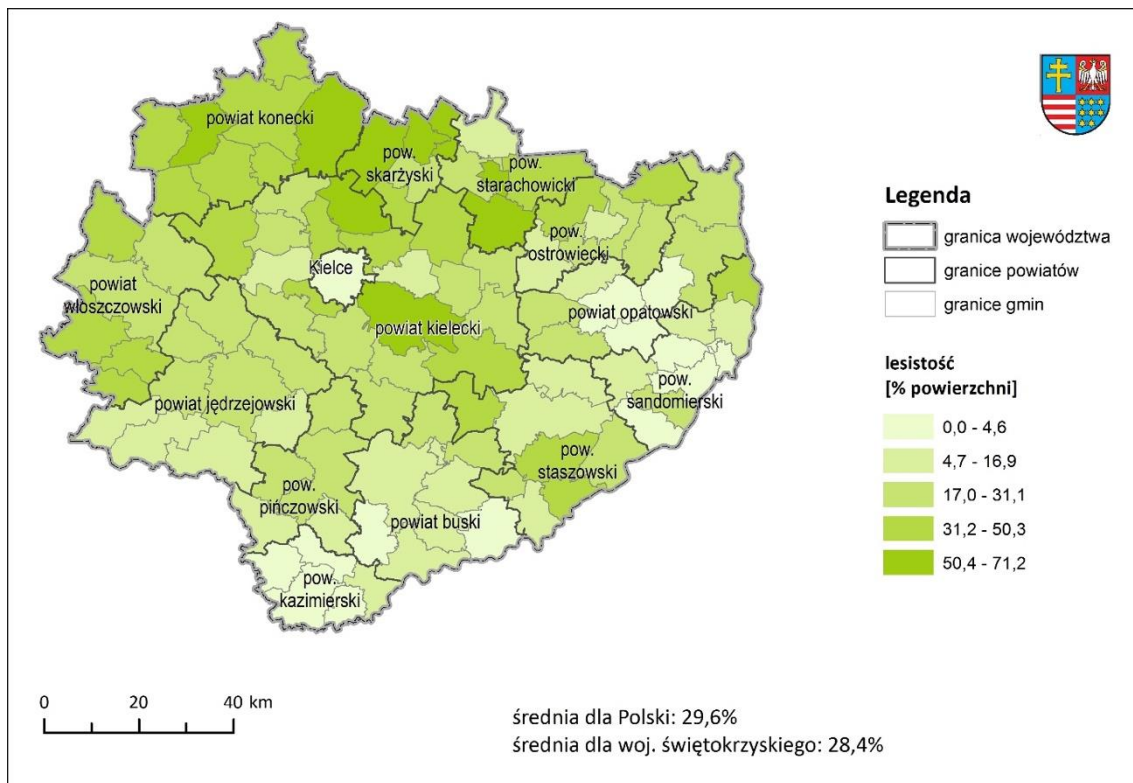 powiat konecki
pow.
skarżyski
pow.
starachowicki
pow.
ostrowiecki
Kielce
powiat
włoszczowski
powiat kielecki
powiat opatowski
pow.
sandomierski
powiat jędrzejowski
pow.
staszowski
pow.
pińczowski
powiat buski
pow.
kazimierski
Legenda
granica województwa
granice powiatów
granice gmin
lesistość
[% powierzchni]
0,0 - 4,6
4,7 - 16,9
17,0 - 31,1
31,2 - 50,3
50,4 - 71,2
0 20 40 km
średnia dla Polski: 29,6%
średnia dla woj. świętokrzyskiego: 28,4%